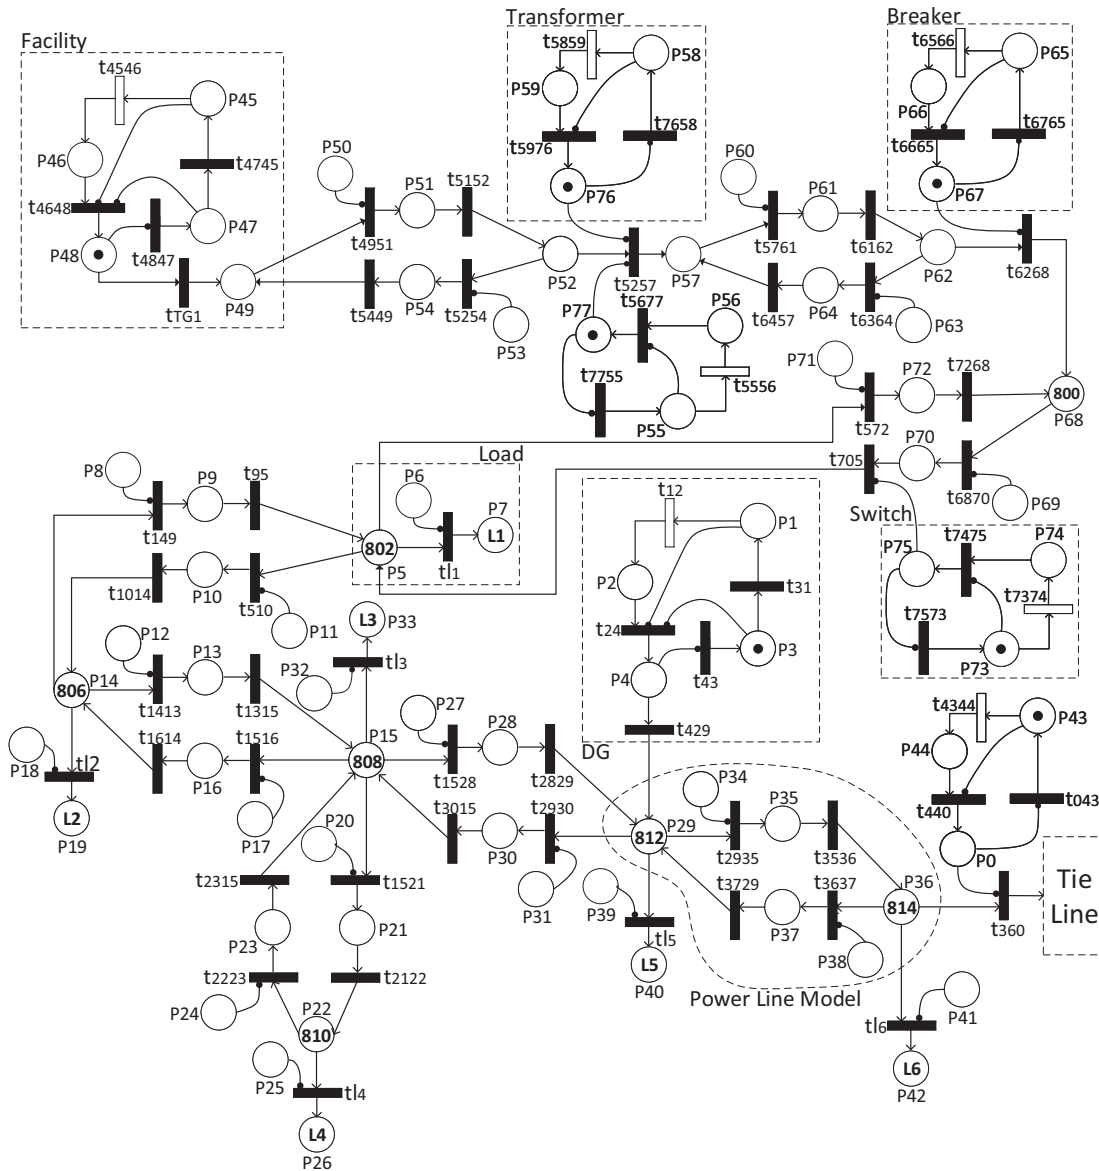 Transformer
Breaker
Facility
t5859
P58
P59
t7658
t5976
P76
t6566
P65
P66
t6765
t6665
P67
t4546
P45
P46
t4745
t4648
P47
P48
t4847
tTG1
P49
P50
P51
t5152
t4951
P52
t5449
P54
t5254
P53
t5257
P57
P60
P61
t5761
t6162
P62
t6268
t6457
P64
t6364
P63
t5677
P56
P77
t7755
P55
t5556
P71
P72
t7268
t572
800
P68
P70
t705
t6870
P69
Load
P6
P7
L1
802
P5
tl1
P8
P9
t95
t149
t1014
P10
t510
P11
Switch
P75
t7475
P74
t7374
t7573
P73
t12
P1
P2
t31
t24
P3
P4
t43
t429
DG
L3
P33
P32
tl3
P12
P13
806
P14
t1413
t1315
P15
808
t1614
t1516
P16
P17
P18
tl2
L2
P19
P27
P28
t1528
t2829
t3015
t2930
P30
P31
P20
t2315
t1521
P23
P21
t2223
t2122
P24
P22
810
P25
tl4
L4
P26
P34
P35
P29
812
t2935
t3536
P36
814
t3729
t3637
P37
P38
P39
tl5
L5
P40
Power Line Model
t4344
P43
P44
t440
t043
P0
t360
Tie
Line
P41
tl6
L6
P42